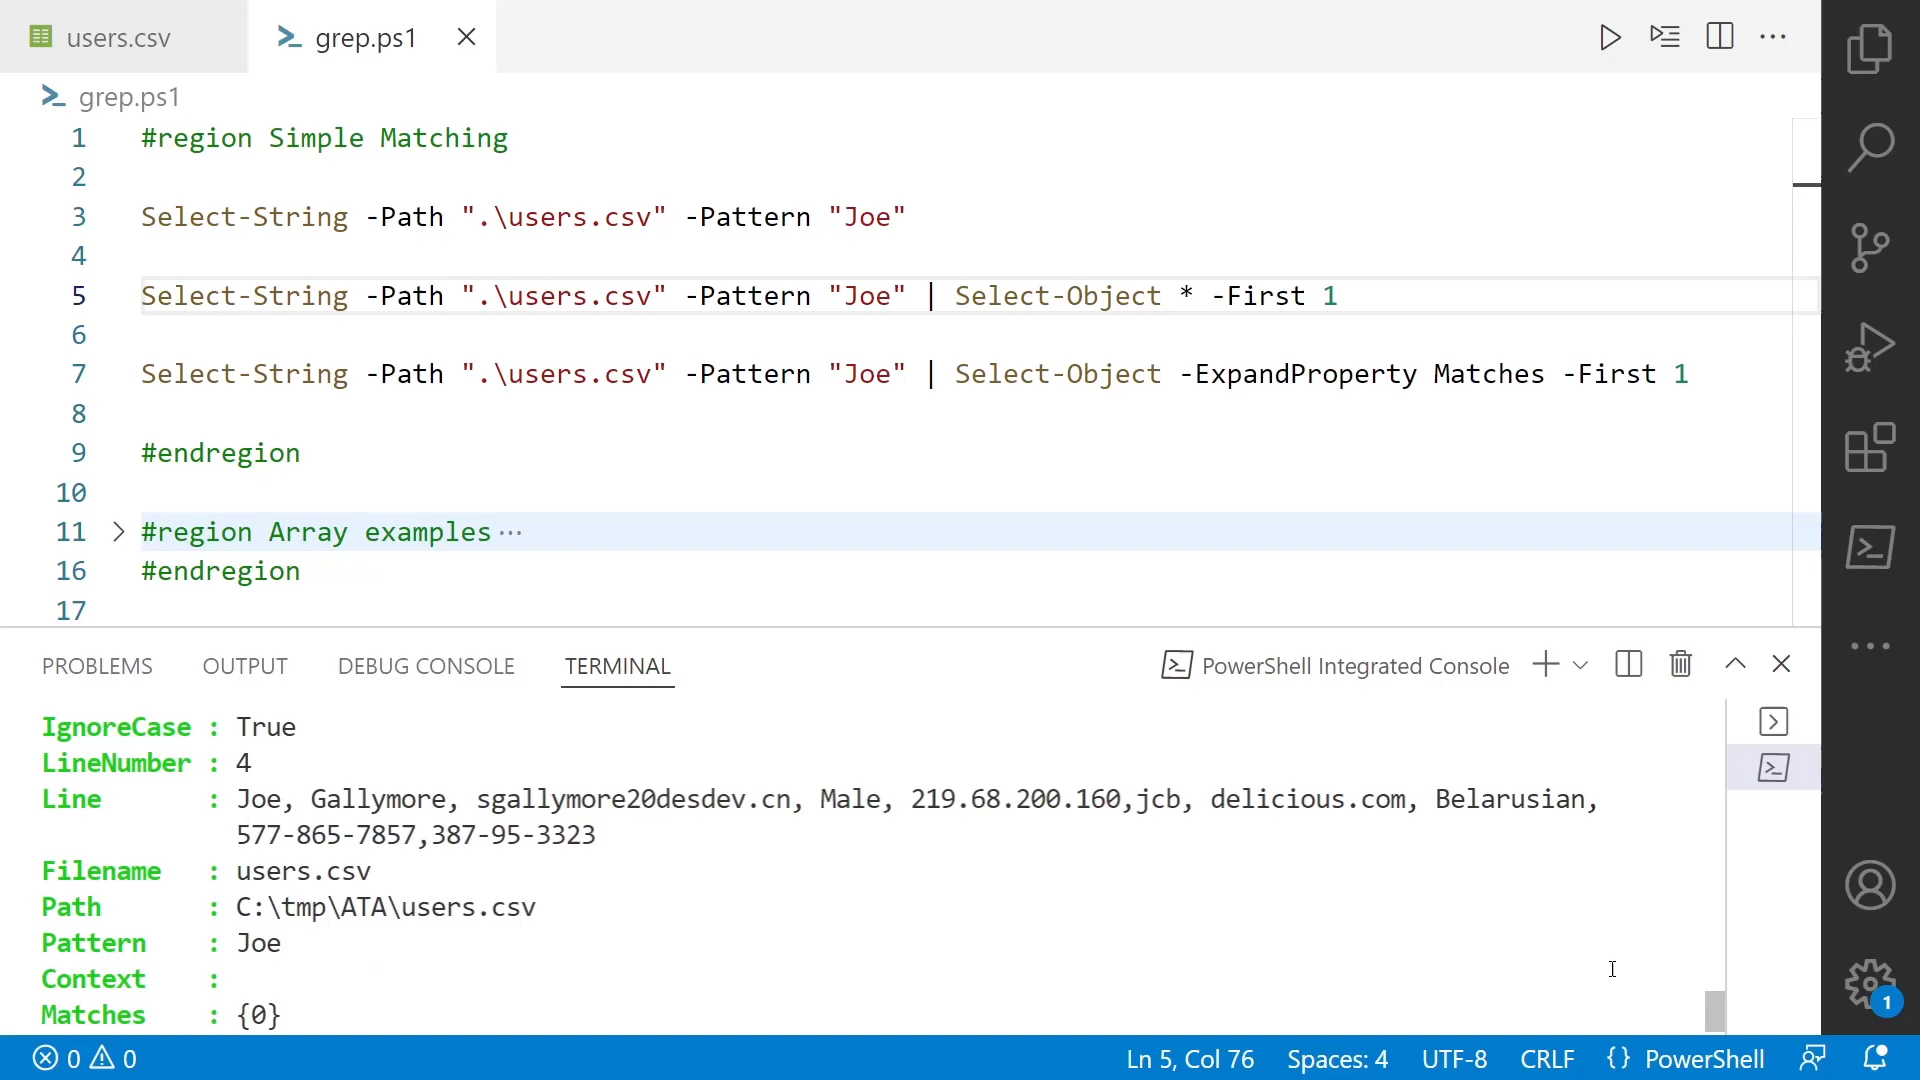 users.csv
grep.ps1
grep.ps1
1 #region Simple Matching
2
3 Select-String -Path ".\users.csv" -Pattern "Joe"
4
5 Select-String -Path ".\users.csv" -Pattern "Joe" | Select-Object * -First 1
6
7 Select-String -Path ".\users.csv" -Pattern "Joe" | Select-Object -ExpandProperty Matches -First 1
8
9 #endregion
10
11 #region Array examples ...
16 #endregion
17
PROBLEMS OUTPUT DEBUG CONSOLE TERMINAL PowerShell Integrated Console
IgnoreCase : True
LineNumber : 4
Line : Joe, Gallymore, sgallymore20desdev.cn, Male, 219.68.200.160,jcb, delicious.com, Belarusian,
577-865-7857,387-95-3323
Filename : users.csv
Path : C:\tmp\ATA\users.csv
Pattern : Joe
Context :
Matches : {0}
1
0 0 Ln 5, Col 76 Spaces: 4 UTF-8 CRLF {} PowerShell